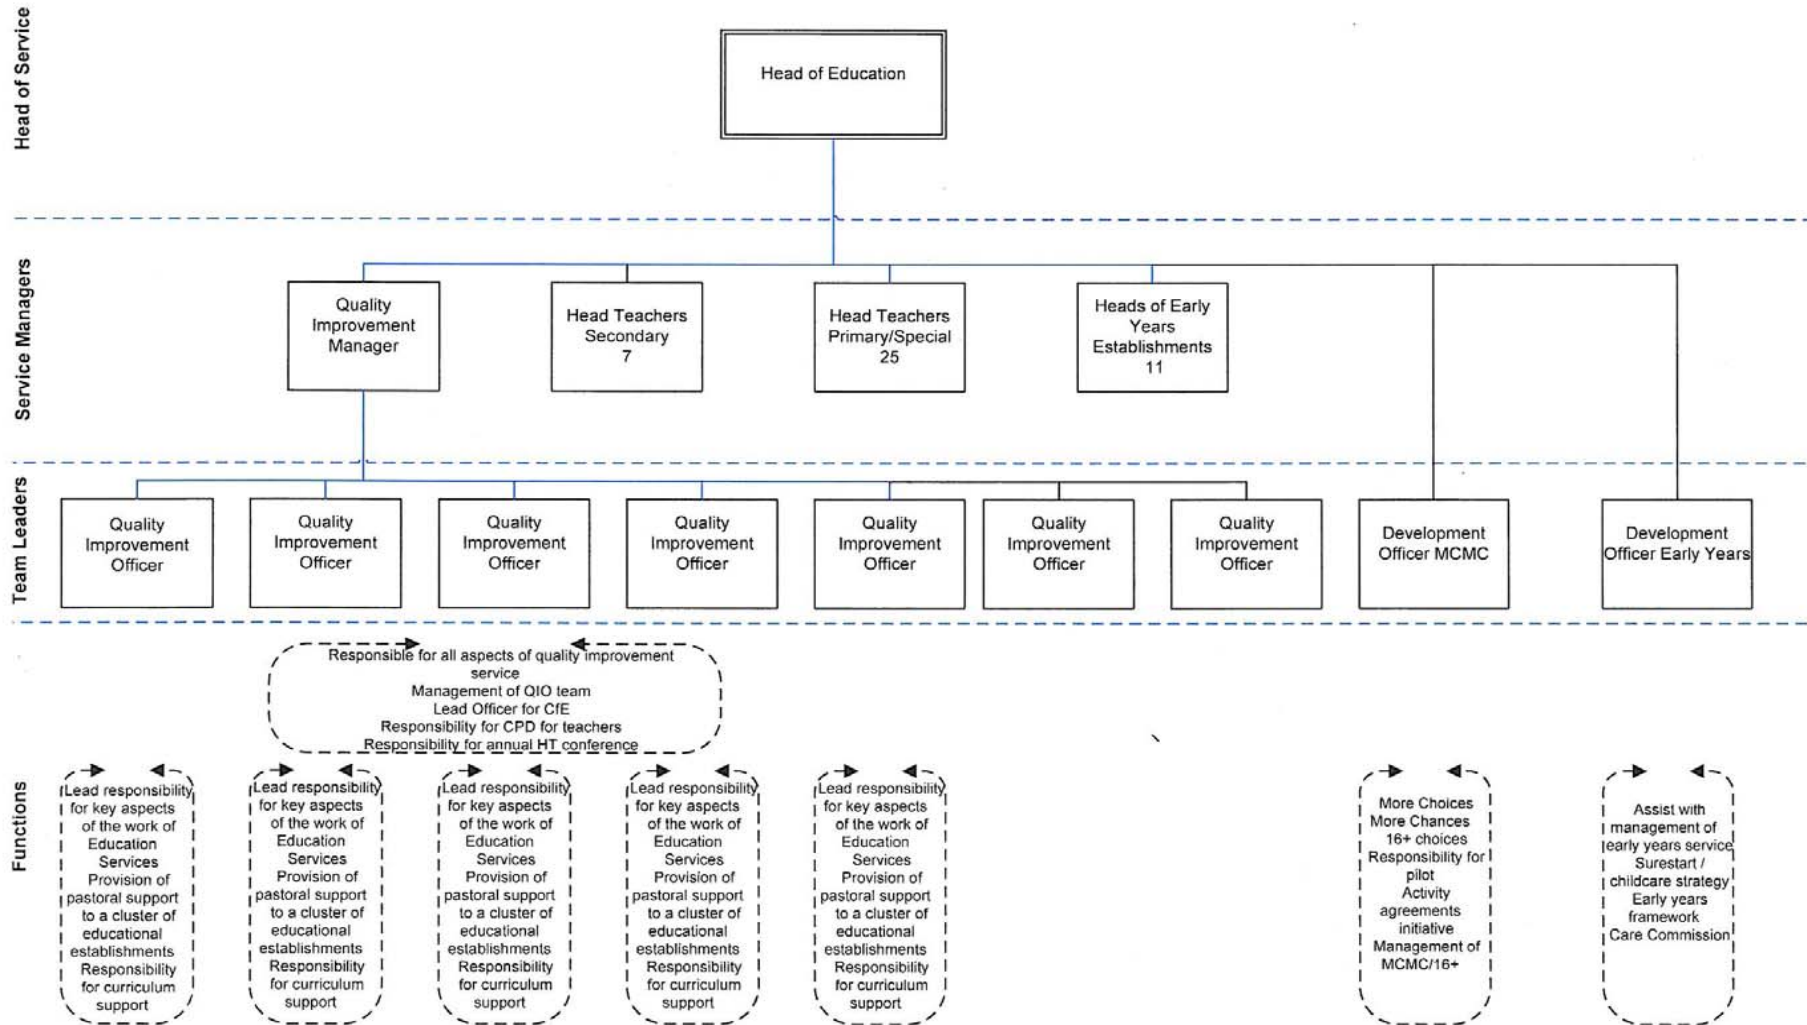 Head of Service
Head of Education
Service Managers
Quality
Improvement
Manager
Head Teachers
Secondary
7
Head Teachers
Primary/Special
25
Heads of Early
Years
Establishments
11
Team Leaders
Quality
Improvement
Officer
Quality
Improvement
Officer
Quality
Improvement
Officer
Quality
Improvement
Officer
Quality
Improvement
Officer
Quality
Improvement
Officer
Quality
Improvement
Officer
Development
Officer MCMC
Development
Officer Early Years
Functions
Responsible for all aspects of quality improvement
service
Management of QIO team
Lead Officer for CfE
Responsibility for CPD for teachers
Responsibility for annual HT conference
Lead responsibility
for key aspects
of the work of
Education
Services
Provision of
pastoral support
to a cluster of
educational
establishments
Responsibility
for curriculum
support
Lead responsibility
for key aspects
of the work of
Education
Services
Provision of
pastoral support
to a cluster of
educational
establishments
Responsibility
for curriculum
support
Lead responsibility
for key aspects
of the work of
Education
Services
Provision of
pastoral support
to a cluster of
educational
establishments
Responsibility
for curriculum
support
Lead responsibility
for key aspects
of the work of
Education
Services
Provision of
pastoral support
to a cluster of
educational
establishments
Responsibility
for curriculum
support
Lead responsibility
for key aspects
of the work of
Education
Services
Provision of
pastoral support
to a cluster of
educational
establishments
Responsibility
for curriculum
support
More Choices
More Chances
16+ choices
Responsibility for
pilot
Activity
agreements
initiative
Management of
MCMC/16+
Assist with
management of
early years service
Surestart /
childcare strategy
Early years
framework
Care Commission